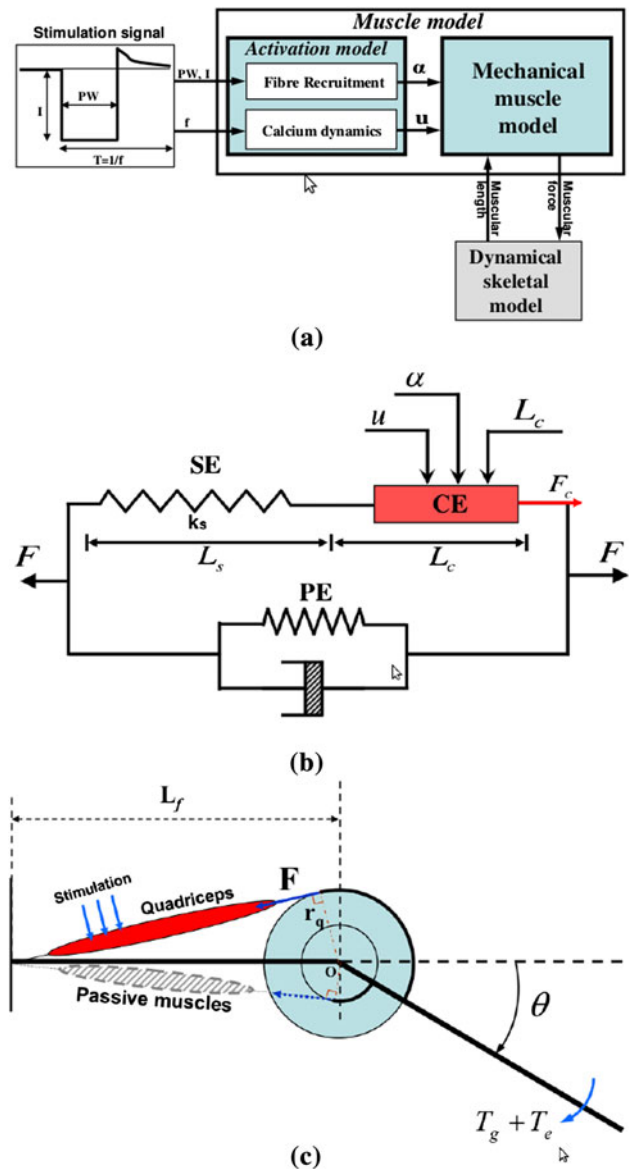 Muscle model
Stimulation signal
Activation model
PW, I
Fibre Recruitment
α
Mechanical
muscle
model
I
PW
f
Calcium dynamics
u
T=1/f
Muscular
length
Muscular
force
Dynamical
skeletal
model
(a)
α
u
L_c
SE
CE
F_c
k_s
F
L_s
L_c
F
PE
(b)
L_f
Stimulation
Quadriceps
F
r_q
O
Passive muscles
θ
T_g + T_e
(c)